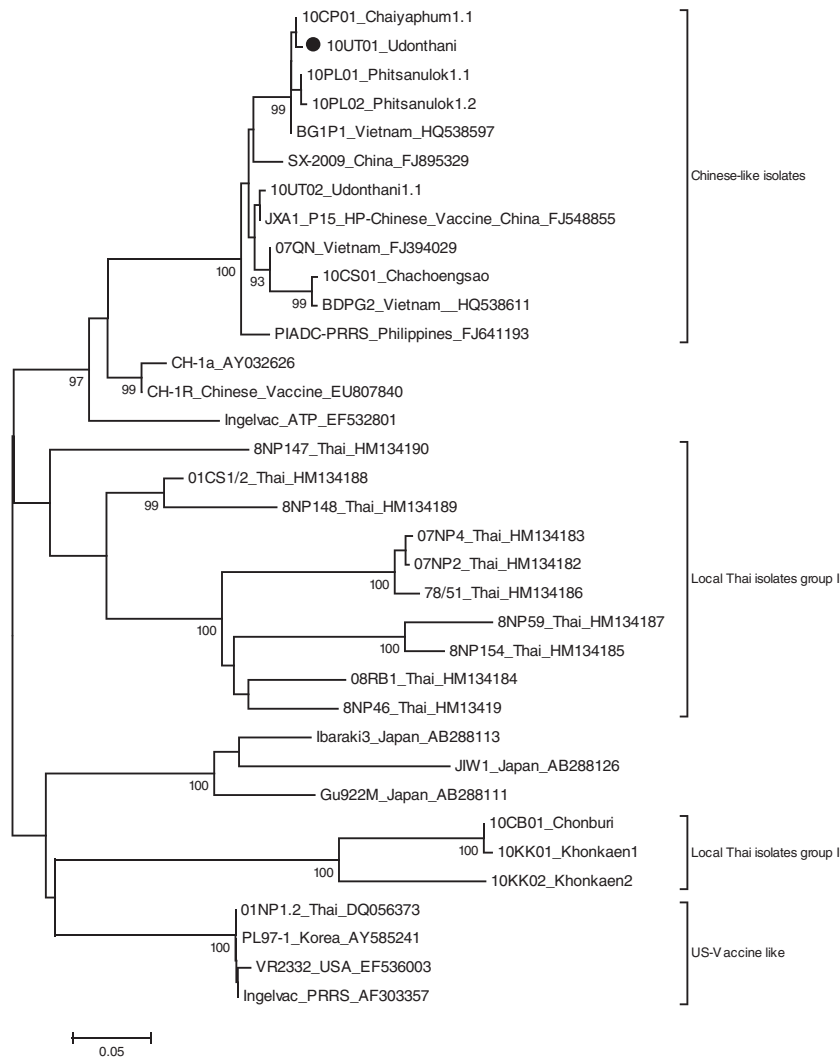 10CP01_Chaiyaphum1.1
10UT01_Udonthani
10PL01_Phitsanulok1.1
10PL02_Phitsanulok1.2
99
BG1P1_Vietnam_HQ538597
SX-2009_China_FJ895329
Chinese-like isolates
10UT02_Udonthani1.1
JXA1_P15_HP-Chinese_Vaccine_China_FJ548855
07QN_Vietnam_FJ394029
100
93
10CS01_Chachoengsao
99
BDPG2_Vietnam__HQ538611
PIADC-PRRS_Philippines_FJ641193
CH-1a_AY032626
97
99
CH-1R_Chinese_Vaccine_EU807840
Ingelvac_ATP_EF532801
8NP147_Thai_HM134190
01CS1/2_Thai_HM134188
99
8NP148_Thai_HM134189
07NP4_Thai_HM134183
07NP2_Thai_HM134182
100
78/51_Thai_HM134186
Local Thai isolates group I
8NP59_Thai_HM134187
100
100
8NP154_Thai_HM134185
08RB1_Thai_HM134184
8NP46_Thai_HM13419
Ibaraki3_Japan_AB288113
JIW1_Japan_AB288126
100
Gu922M_Japan_AB288111
10CB01_Chonburi
100
10KK01_Khonkaen1
Local Thai isolates group I
100
10KK02_Khonkaen2
01NP1.2_Thai_DQ056373
100
PL97-1_Korea_AY585241
US-Vaccine like
VR2332_USA_EF536003
Ingelvac_PRRS_AF303357
0.05